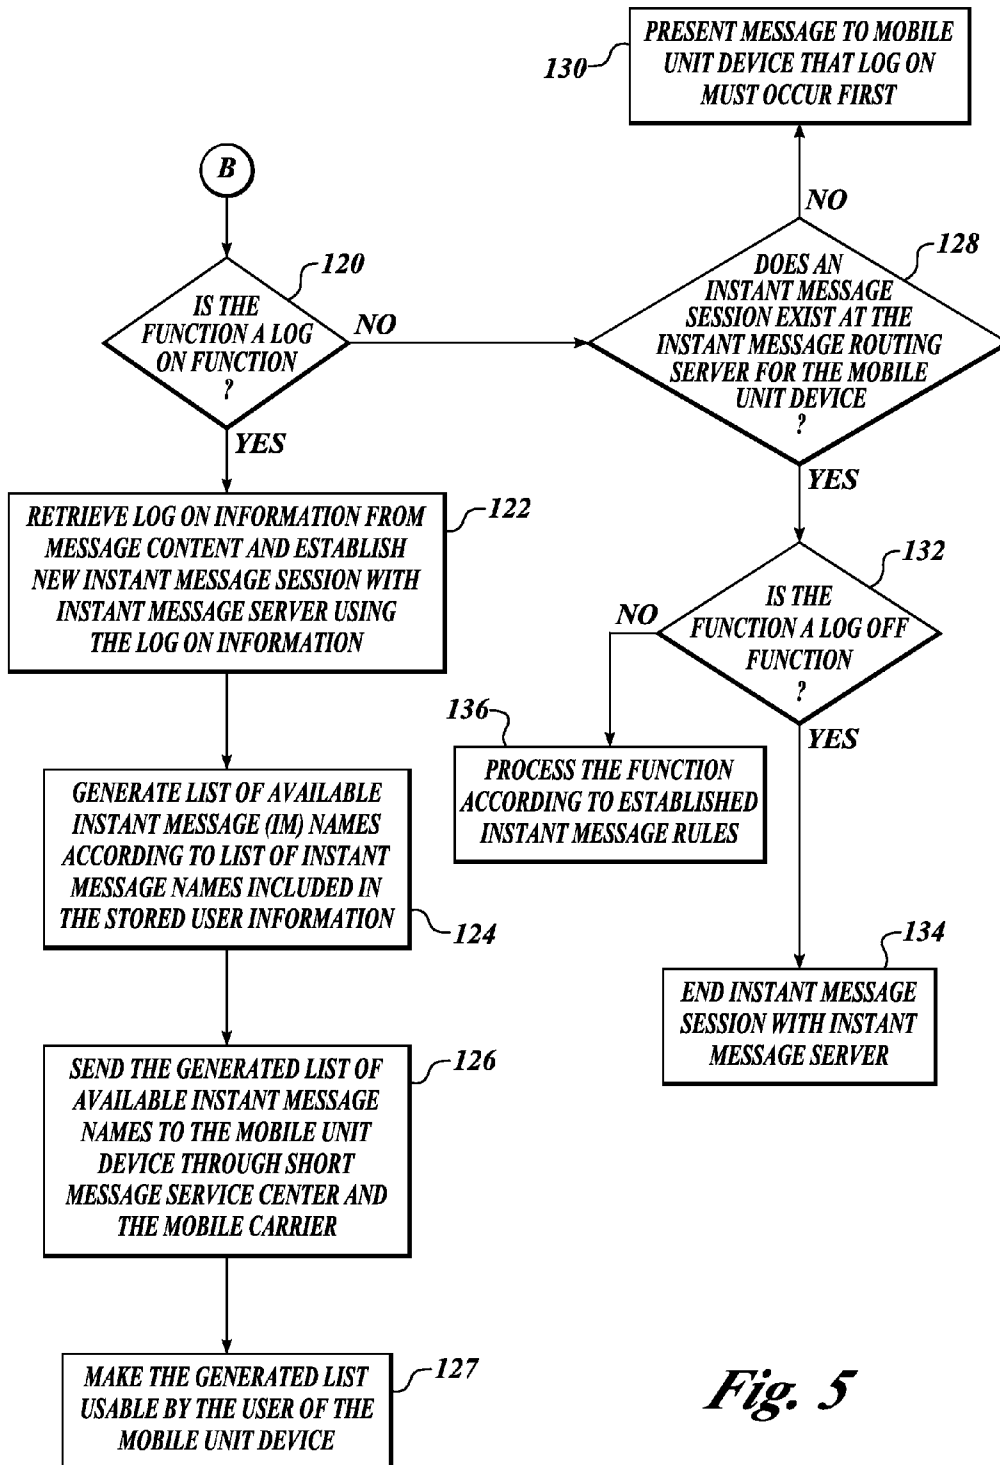 PRESENT MESSAGE TO MOBILE
UNIT DEVICE THAT LOG ON
MUST OCCUR FIRST
130
B
NO
120
IS THE
FUNCTION A LOG
ON FUNCTION
?
NO
YES
128
DOES AN
INSTANT MESSAGE
SESSION EXIST AT THE
INSTANT MESSAGE ROUTING
SERVER FOR THE MOBILE
UNIT DEVICE
?
YES
RETRIEVE LOG ON INFORMATION FROM
MESSAGE CONTENT AND ESTABLISH
NEW INSTANT MESSAGE SESSION WITH
INSTANT MESSAGE SERVER USING
THE LOG ON INFORMATION
122
132
IS THE
FUNCTION A LOG OFF
FUNCTION
?
NO
YES
136
PROCESS THE FUNCTION
ACCORDING TO ESTABLISHED
INSTANT MESSAGE RULES
GENERATE LIST OF AVAILABLE
INSTANT MESSAGE (IM) NAMES
ACCORDING TO LIST OF INSTANT
MESSAGE NAMES INCLUDED IN
THE STORED USER INFORMATION
124
134
END INSTANT MESSAGE
SESSION WITH INSTANT
MESSAGE SERVER
SEND THE GENERATED LIST OF
AVAILABLE INSTANT MESSAGE
NAMES TO THE MOBILE UNIT
DEVICE THROUGH SHORT
MESSAGE SERVICE CENTER AND
THE MOBILE CARRIER
126
MAKE THE GENERATED LIST
USABLE BY THE USER OF THE
MOBILE UNIT DEVICE
127
Fig. 5